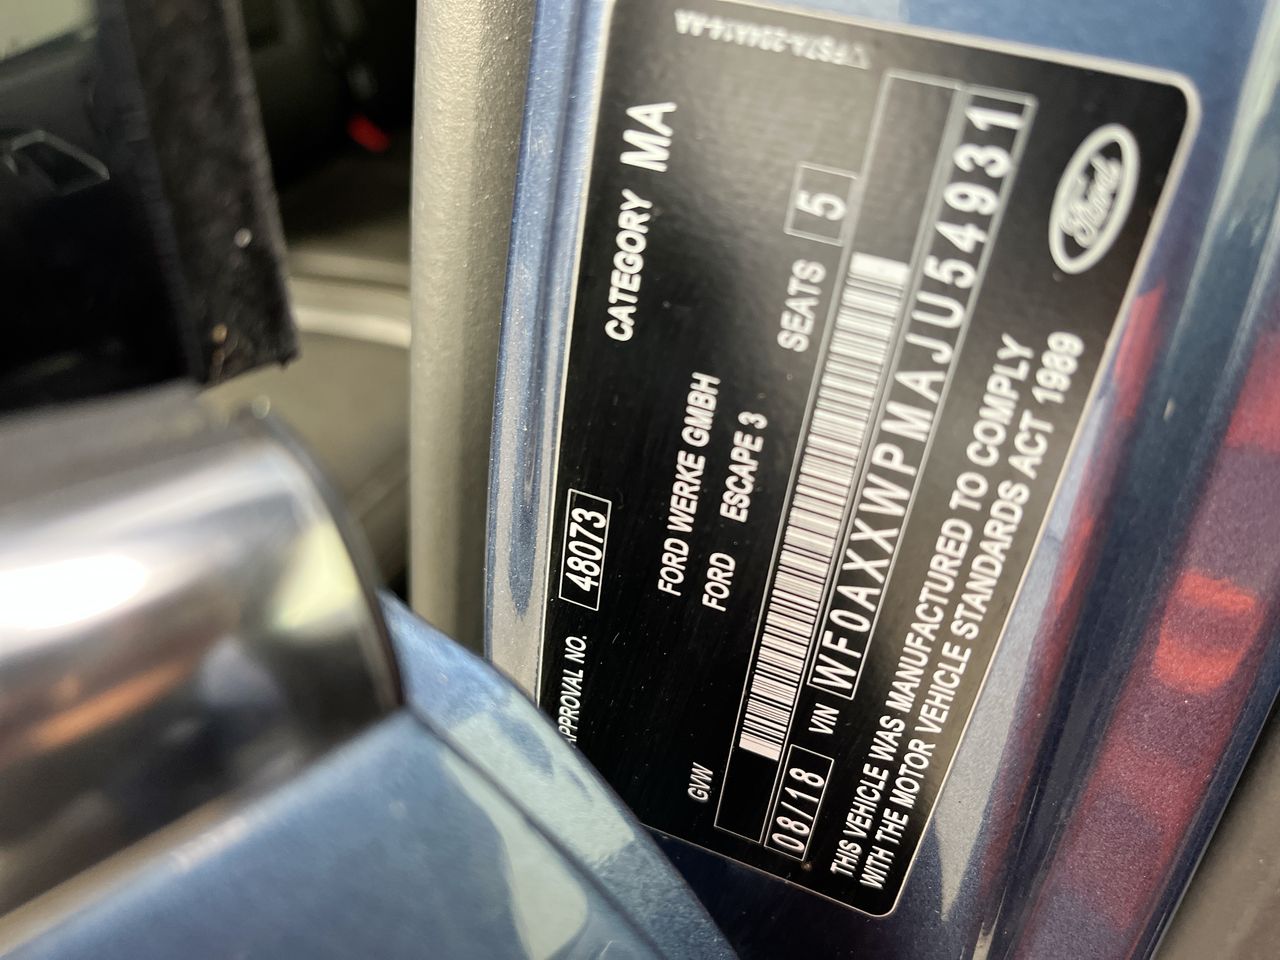 APPROVAL NO. 48073 CATEGORY MA
FORD WERKE GMBH
FORD ESCAPE 3
GVW SEATS 5
08/18 VIN WF0AXXWPMAJU54931
THIS VEHICLE WAS MANUFACTURED TO COMPLY
WITH THE MOTOR VEHICLE STANDARDS ACT 1989
Ford